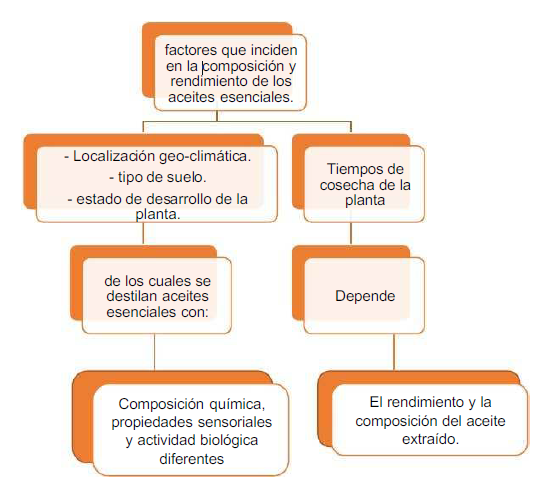 factores que inciden
en la composición y
rendimiento de los
aceites esenciales.
- Localización geo-climática.
- tipo de suelo.
- estado de desarrollo de la
planta.
Tiempos de
cosecha de la
planta
de los cuales se
destilan aceites
esenciales con:
Depende
Composición química,
propiedades sensoriales
y actividad biológica
diferentes
El rendimiento y la
composición del aceite
extraído.